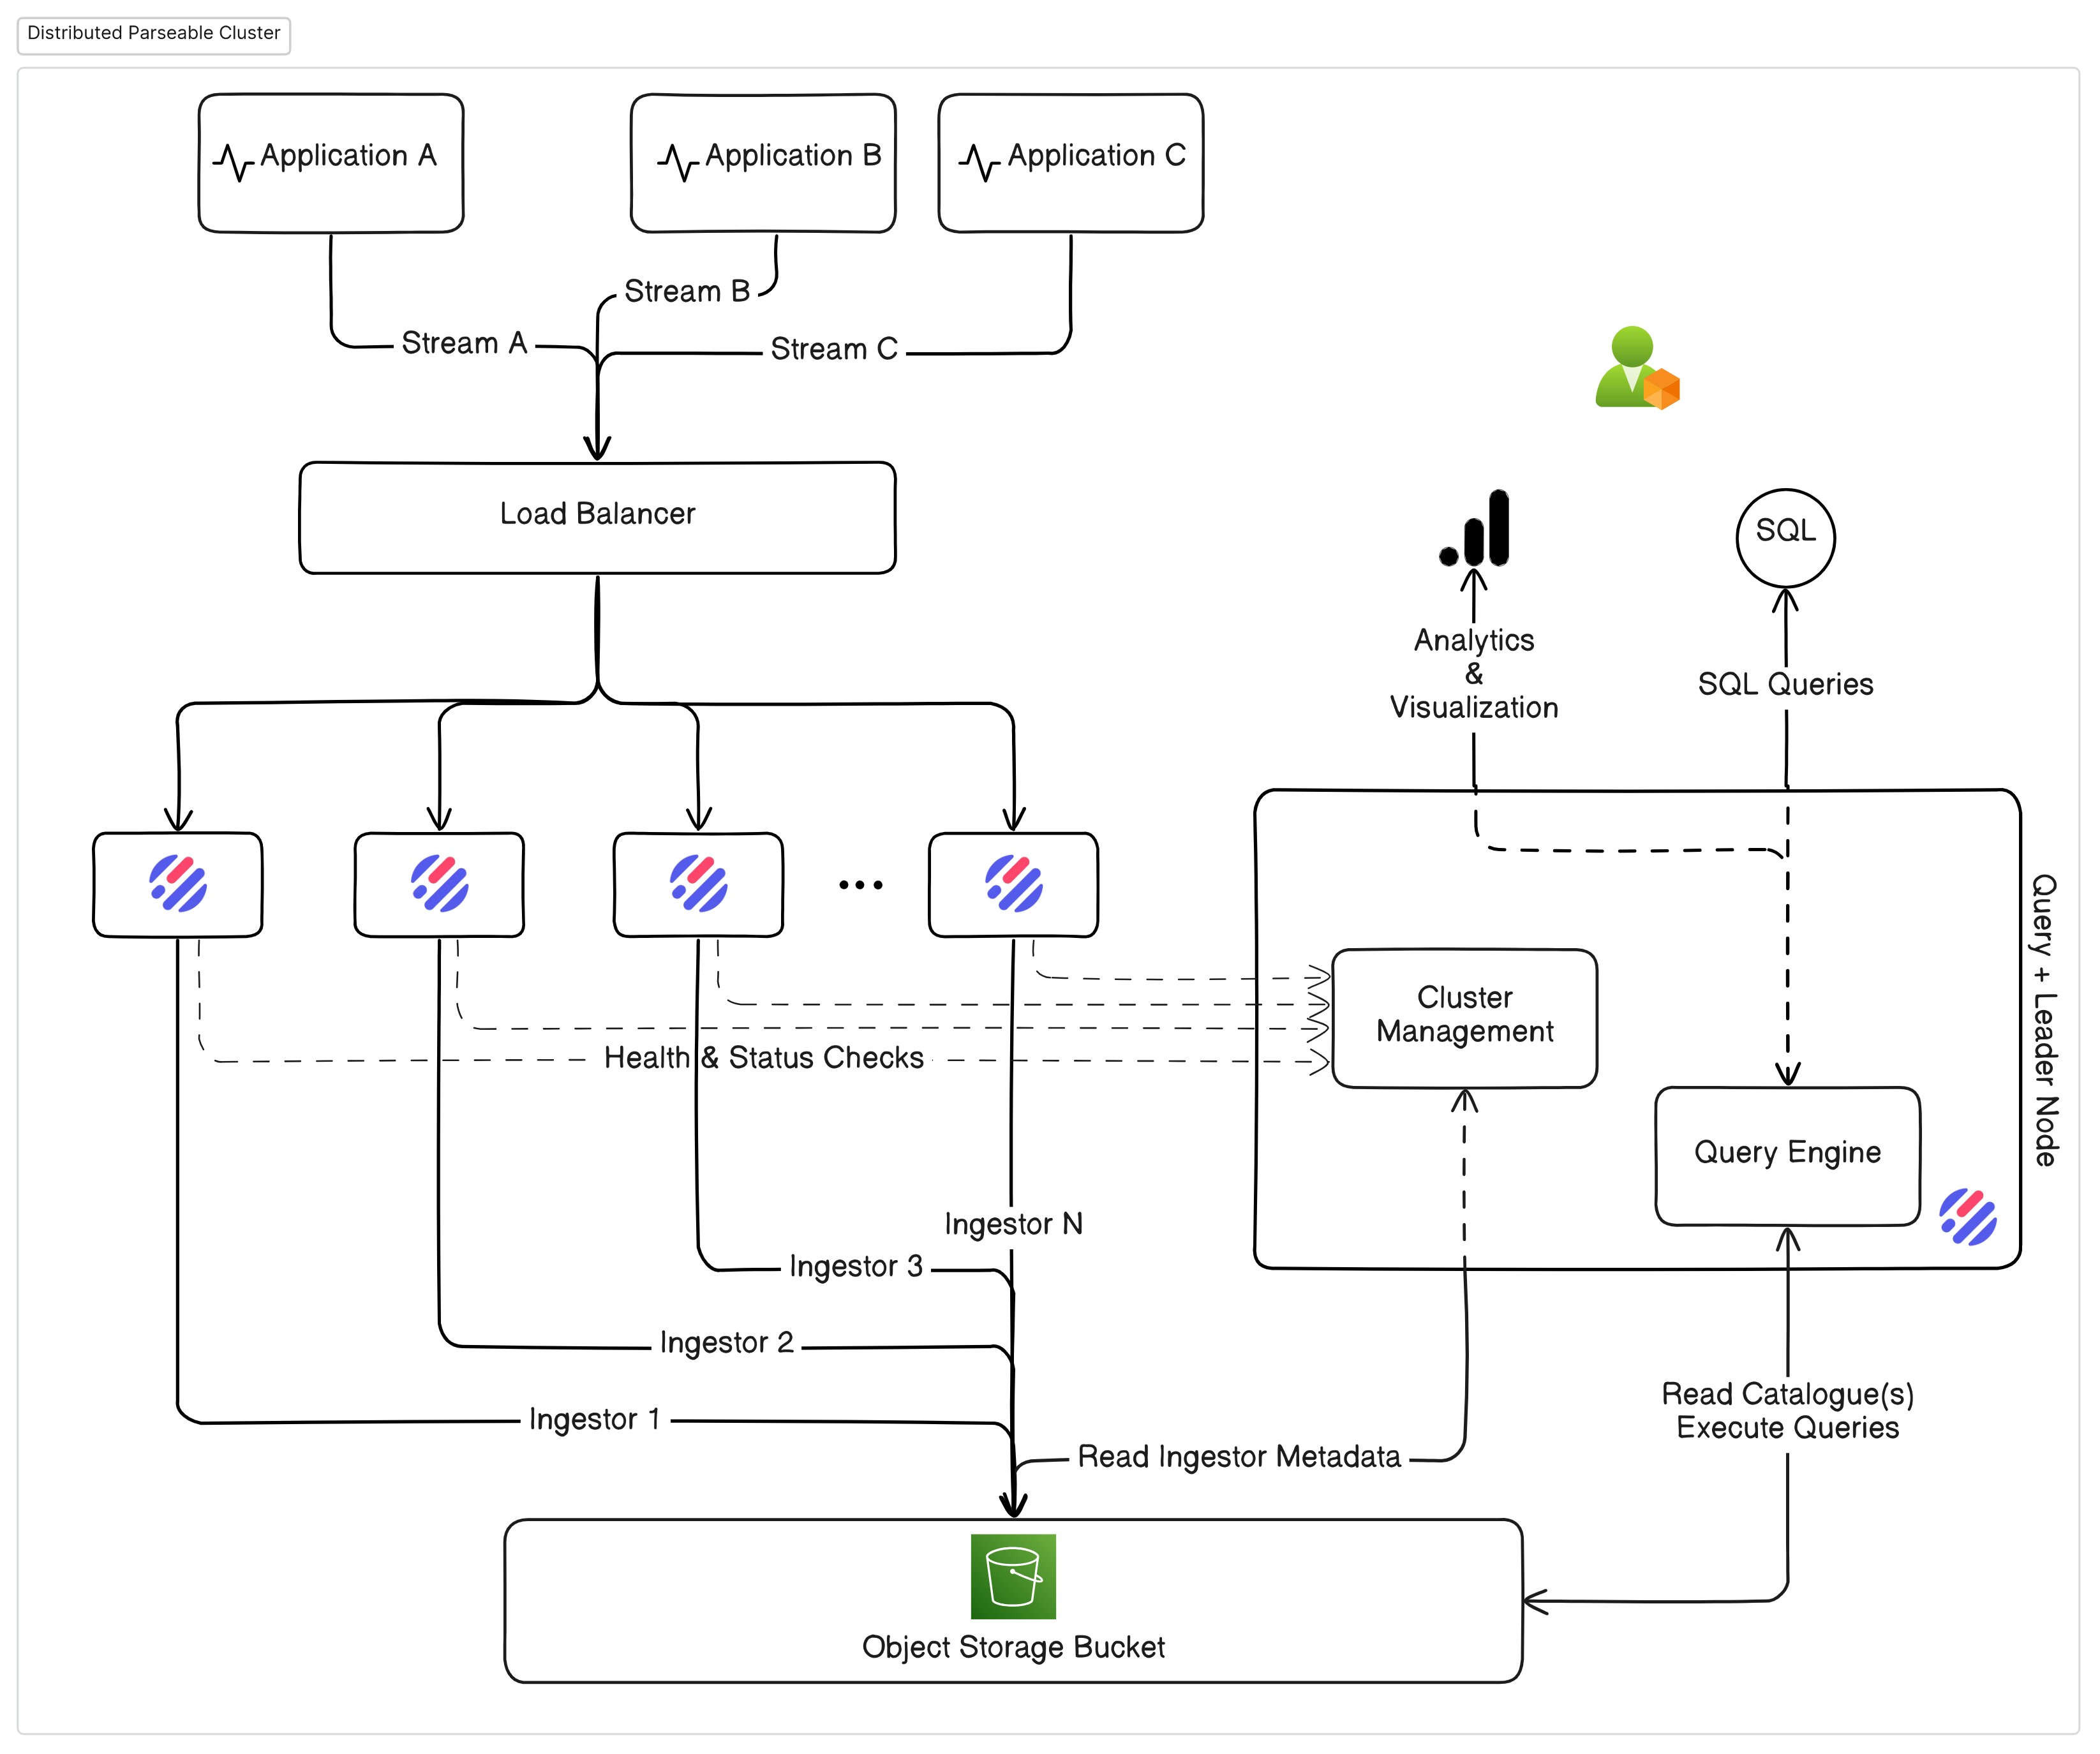 Distributed Parseable Cluster
Application A
Application B
Application C
Stream B
Stream A
Stream C
Load Balancer
SQL
Analytics
&
Visualization
SQL Queries
Query + Leader Node
Cluster
Management
Health & Status Checks
Query Engine
Ingestor N
Ingestor 3
Ingestor 2
Ingestor 1
Read Catalogue(s)
Execute Queries
Read Ingestor Metadata
Object Storage Bucket